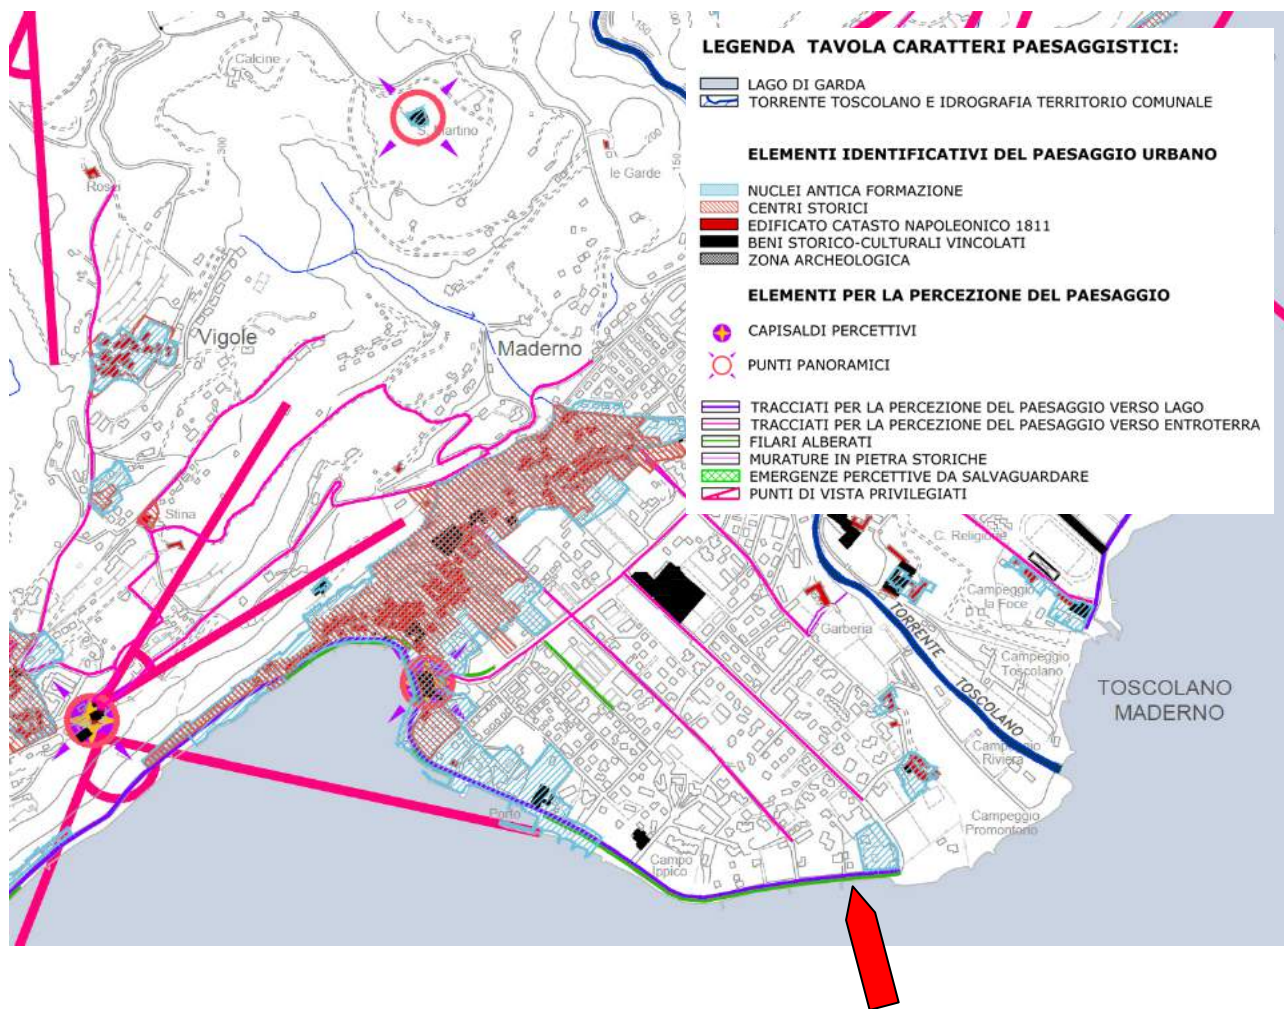 LEGENDA TAVOLA CARATTERI PAESAGGISTICI:
LAGO DI GARDA
TORRENTE TOSCOLANO E IDROGRAFIA TERRITORIO COMUNALE
ELEMENTI IDENTIFICATIVI DEL PAESAGGIO URBANO
NUCLEI ANTICA FORMAZIONE
CENTRI STORICI
EDIFICATO CATASTO NAPOLEONICO 1811
BENI STORICO-CULTURALI VINCOLATI
ZONA ARCHEOLOGICA
ELEMENTI PER LA PERCEZIONE DEL PAESAGGIO
CAPISALDI PERCETTIVI
PUNTI PANORAMICI
TRACCIATI PER LA PERCEZIONE DEL PAESAGGIO VERSO LAGO
TRACCIATI PER LA PERCEZIONE DEL PAESAGGIO VERSO ENTROTERRA
FILARI ALBERATI
MURATURE IN PIETRA STORICHE
EMERGENZE PERCETTIVE DA SALVAGUARDARE
PUNTI DI VISTA PRIVILEGIATI
Calcine
150
S. Martino
200
le Garde
150
300
Vigole
Maderno
Stina
C. Religione
Campeggio
la Foce
Garberia
TORRENTE
TOSCOLANO
Campeggio
Toscolano
TOSCOLANO
MADERNO
Campeggio
Riviera
Campeggio
Promontorio
Porto
Campo
Ippico